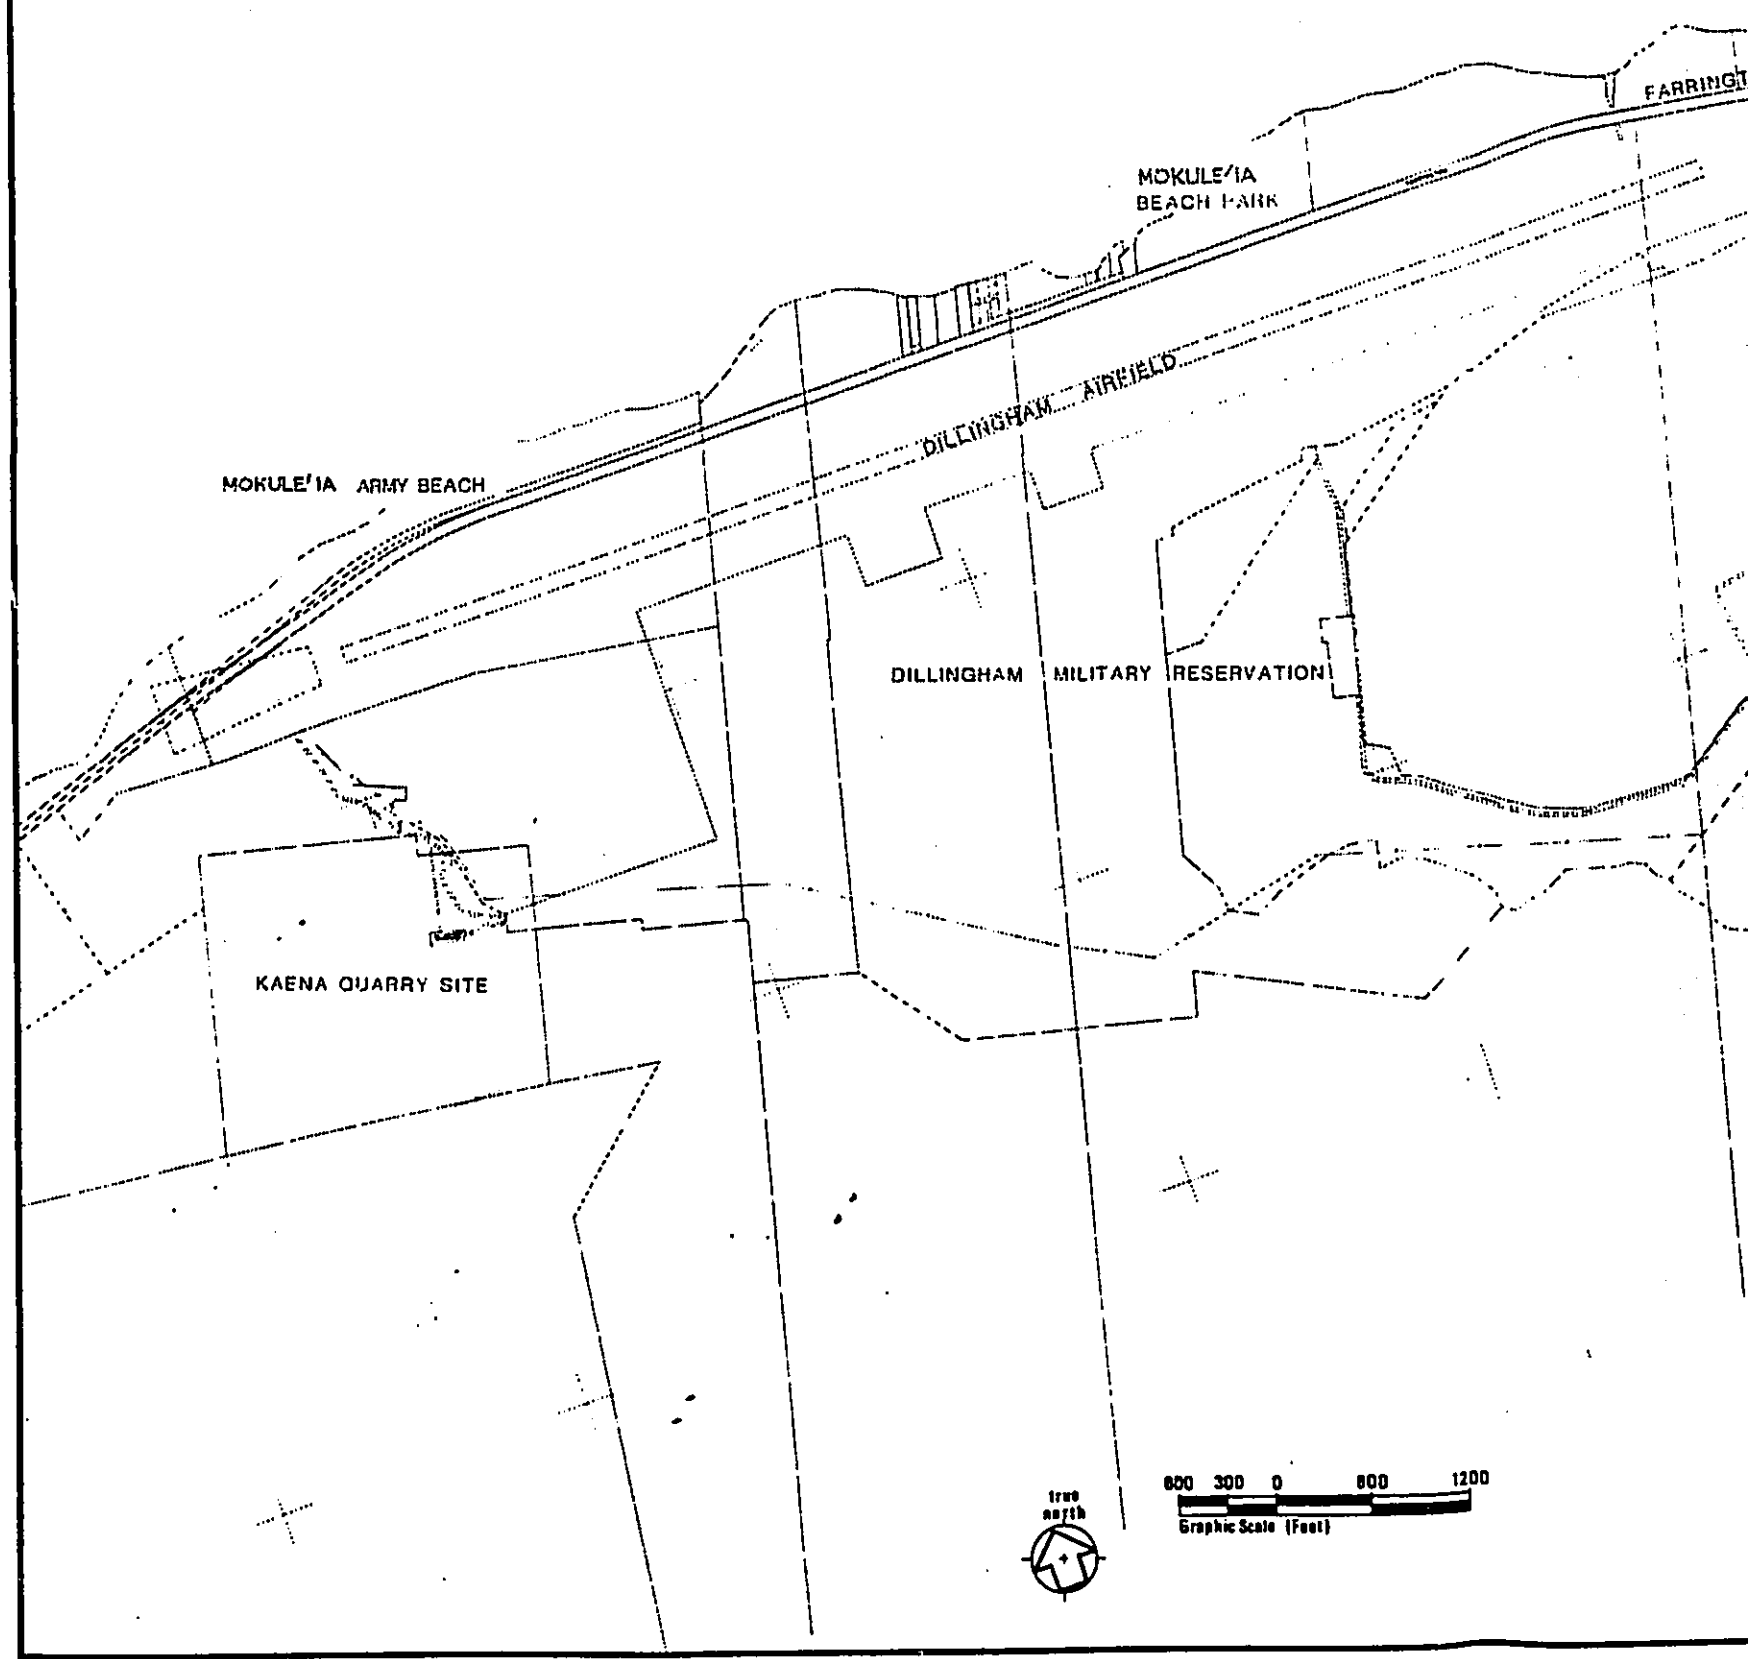 FARRINGT
MOKULE'IA
BEACH PARK
DILLINGHAM AIRFIELD
MOKULE'IA ARMY BEACH
DILLINGHAM MILITARY RESERVATION
KAENA QUARRY SITE
true
north
600 300 0 600 1200
Graphic Scale (Feet)